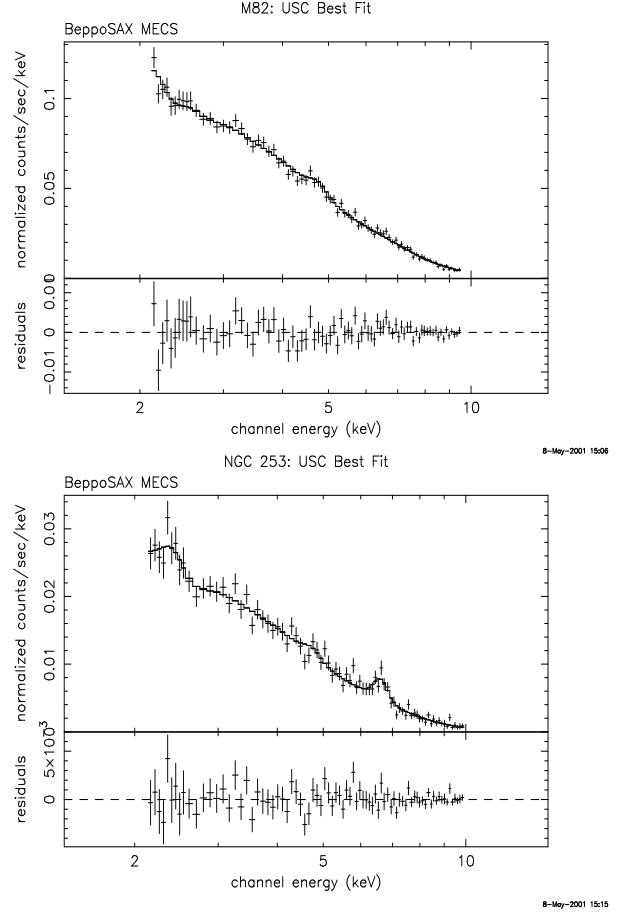 M82: USC Best Fit
BeppoSAX MECS
normalized counts/sec/keV
0.1
0.05
0
residuals
0.01
0
−0.01
2
5
10
channel energy (keV)
8-May-2001 15:06
NGC 253: USC Best Fit
BeppoSAX MECS
normalized counts/sec/keV
0.03
0.02
0.01
residuals
0
2
5
10
channel energy (keV)
8-May-2001 15:15